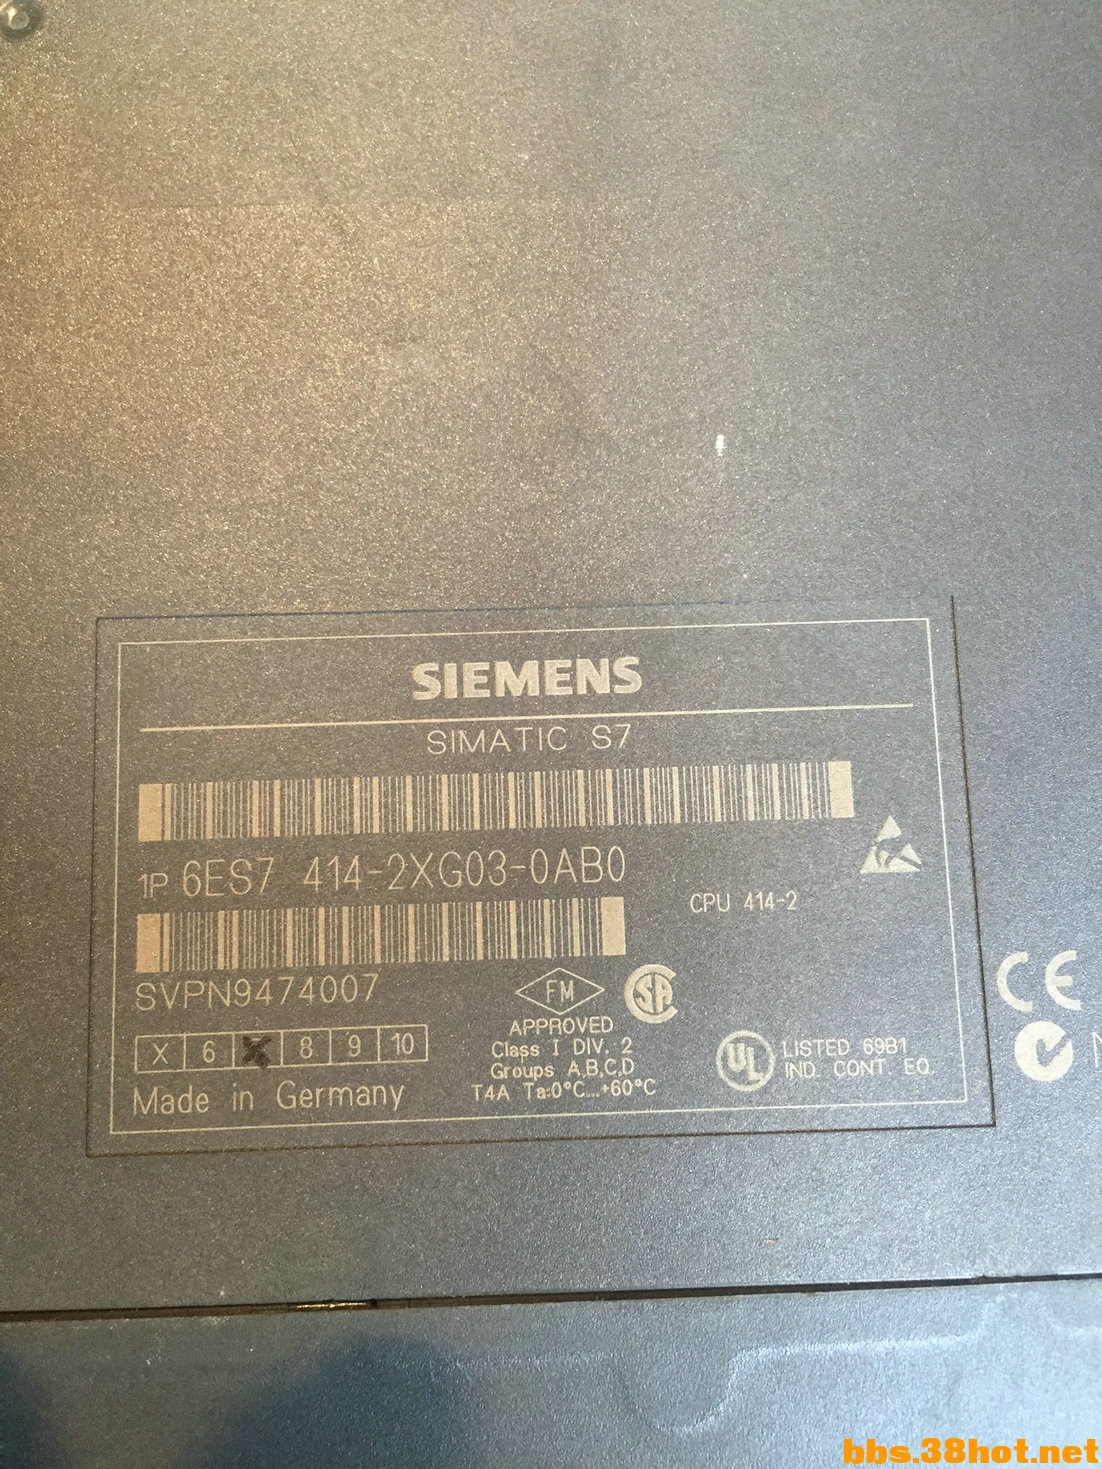 SIEMENS
SIMATIC S7
1P 6ES7 414-2XG03-0AB0
CPU 414-2
SVPN9474007
FM
APPROVED
Class I DIV. 2
Groups A,B,C,D
T4A Ta:0°C...+60°C
SA
X 6 8 9 10
UL
LISTED 69B1
IND. CONT EQ.
Made in Germany
CE
N
bbs.38hot.net